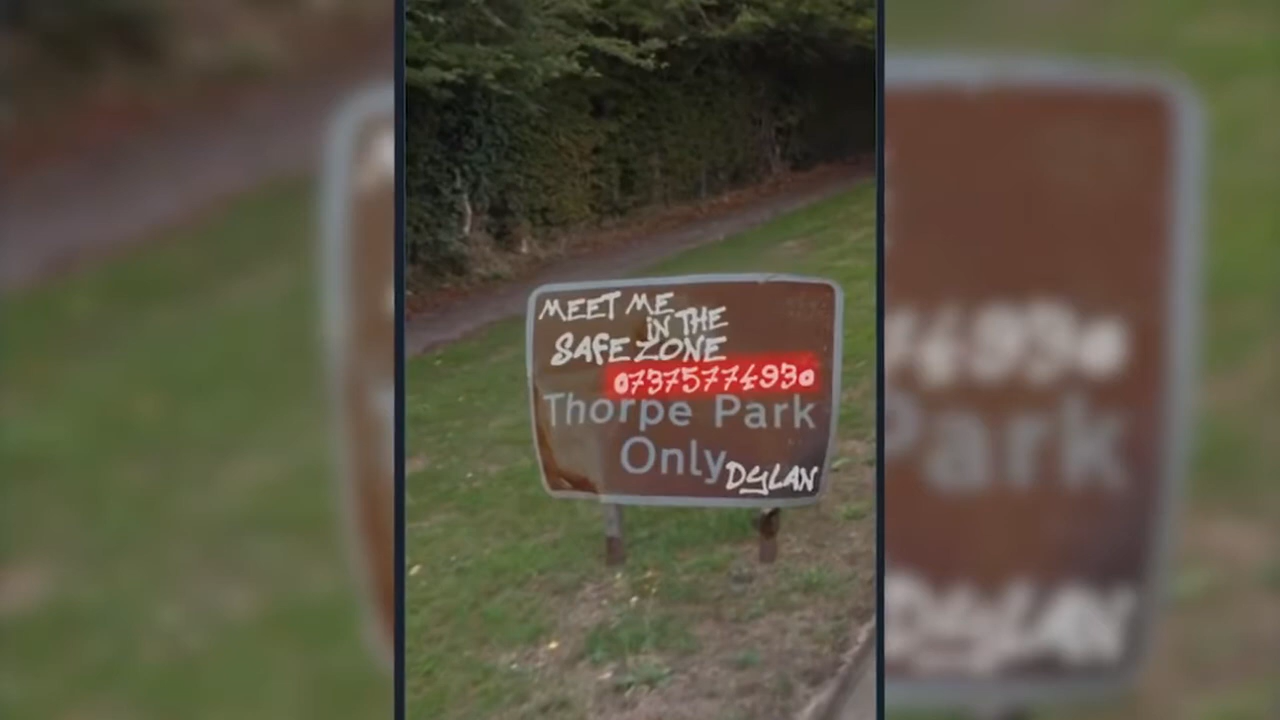 MEET ME
IN THE
SAFE ZONE
07375774930
Thorpe Park
Only
DYLAN